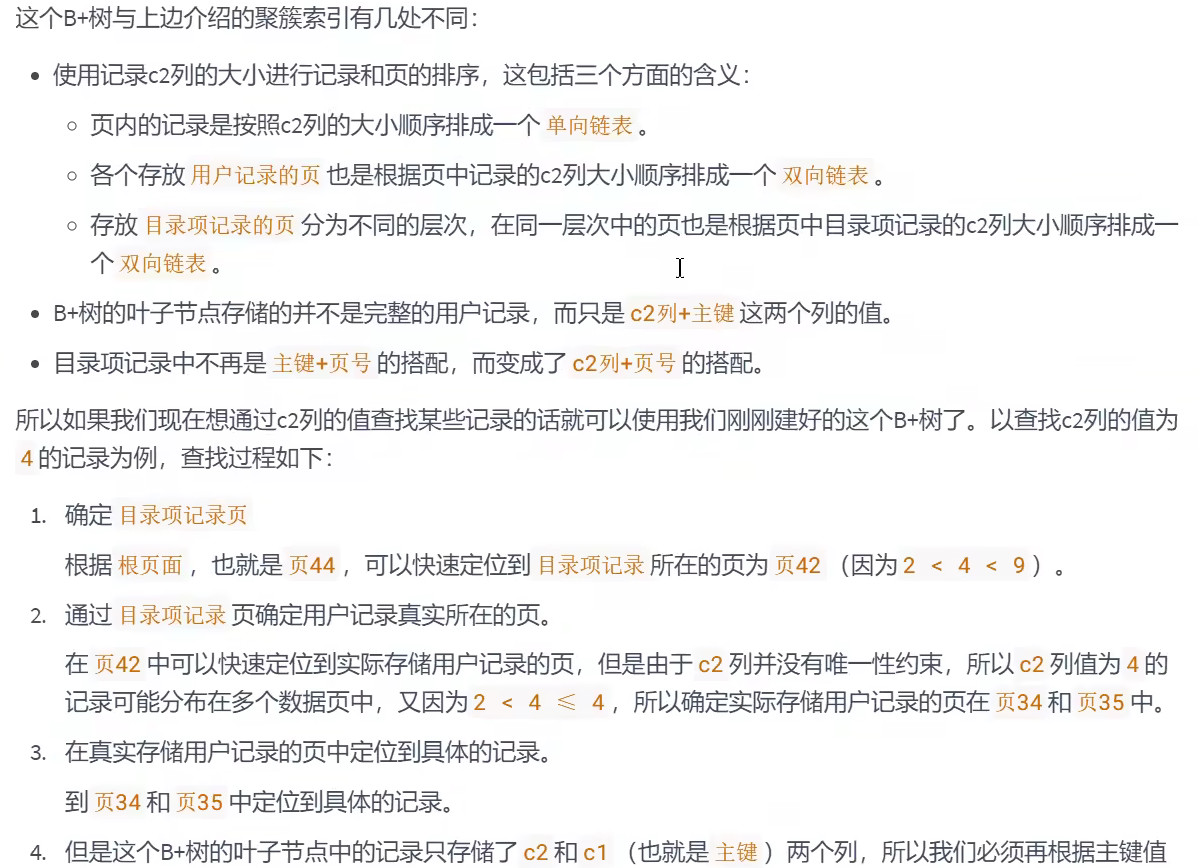 这个B+树与上边介绍的聚簇索引有几处不同：
• 使用记录c2列的大小进行记录和页的排序，这包括三个方面的含义：
○ 页内的记录是按照c2列的大小顺序排成一个 单向链表 。
○ 各个存放 用户记录的页 也是根据页中记录的c2列大小顺序排成一个 双向链表 。
○ 存放 目录项记录的页 分为不同的层次，在同一层次中的页也是根据页中目录项记录的c2列大小顺序排成一
个 双向链表 。
• B+树的叶子节点存储的并不是完整的用户记录，而只是 c2列+主键 这两个列的值。
• 目录项记录中不再是 主键+页号 的搭配，而变成了 c2列+页号 的搭配。
所以如果我们现在想通过c2列的值查找某些记录的话就可以使用我们刚刚建好的这个B+树了。以查找c2列的值为
4 的记录为例，查找过程如下：
1. 确定 目录项记录页
根据 根页面 ，也就是 页44 ，可以快速定位到 目录项记录 所在的页为 页42 （因为 2 < 4 < 9 ）。
2. 通过 目录项记录 页确定用户记录真实所在的页。
在 页42 中可以快速定位到实际存储用户记录的页，但是由于 c2 列并没有唯一性约束，所以 c2 列值为 4 的
记录可能分布在多个数据页中，又因为 2 < 4 ≤ 4 ，所以确定实际存储用户记录的页在 页34 和 页35 中。
3. 在真实存储用户记录的页中定位到具体的记录。
到 页34 和 页35 中定位到具体的记录。
4. 但是这个B+树的叶子节点中的记录只存储了 c2 和 c1 （也就是 主键 ）两个列，所以我们必须再根据主键值